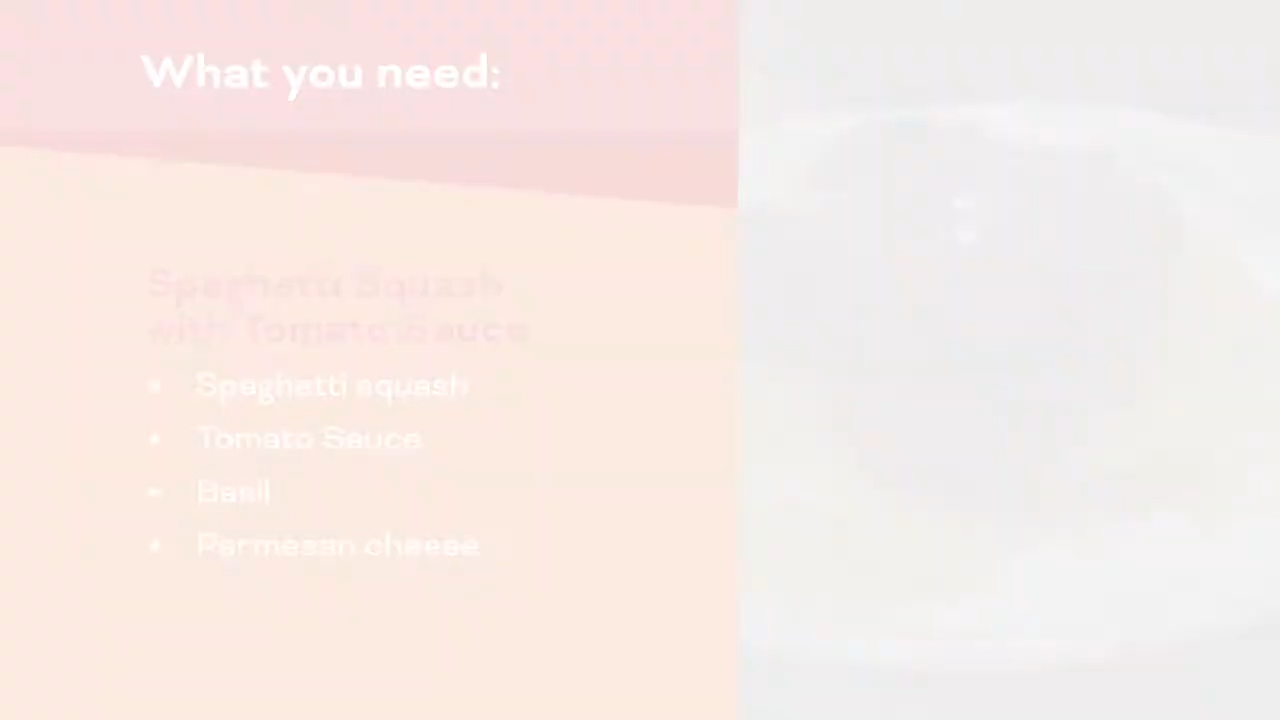 What you need:
Spaghetti Squash
with Tomato Sauce
• Spaghetti squash
• Tomato Sauce
• Basil
• Parmesan cheese